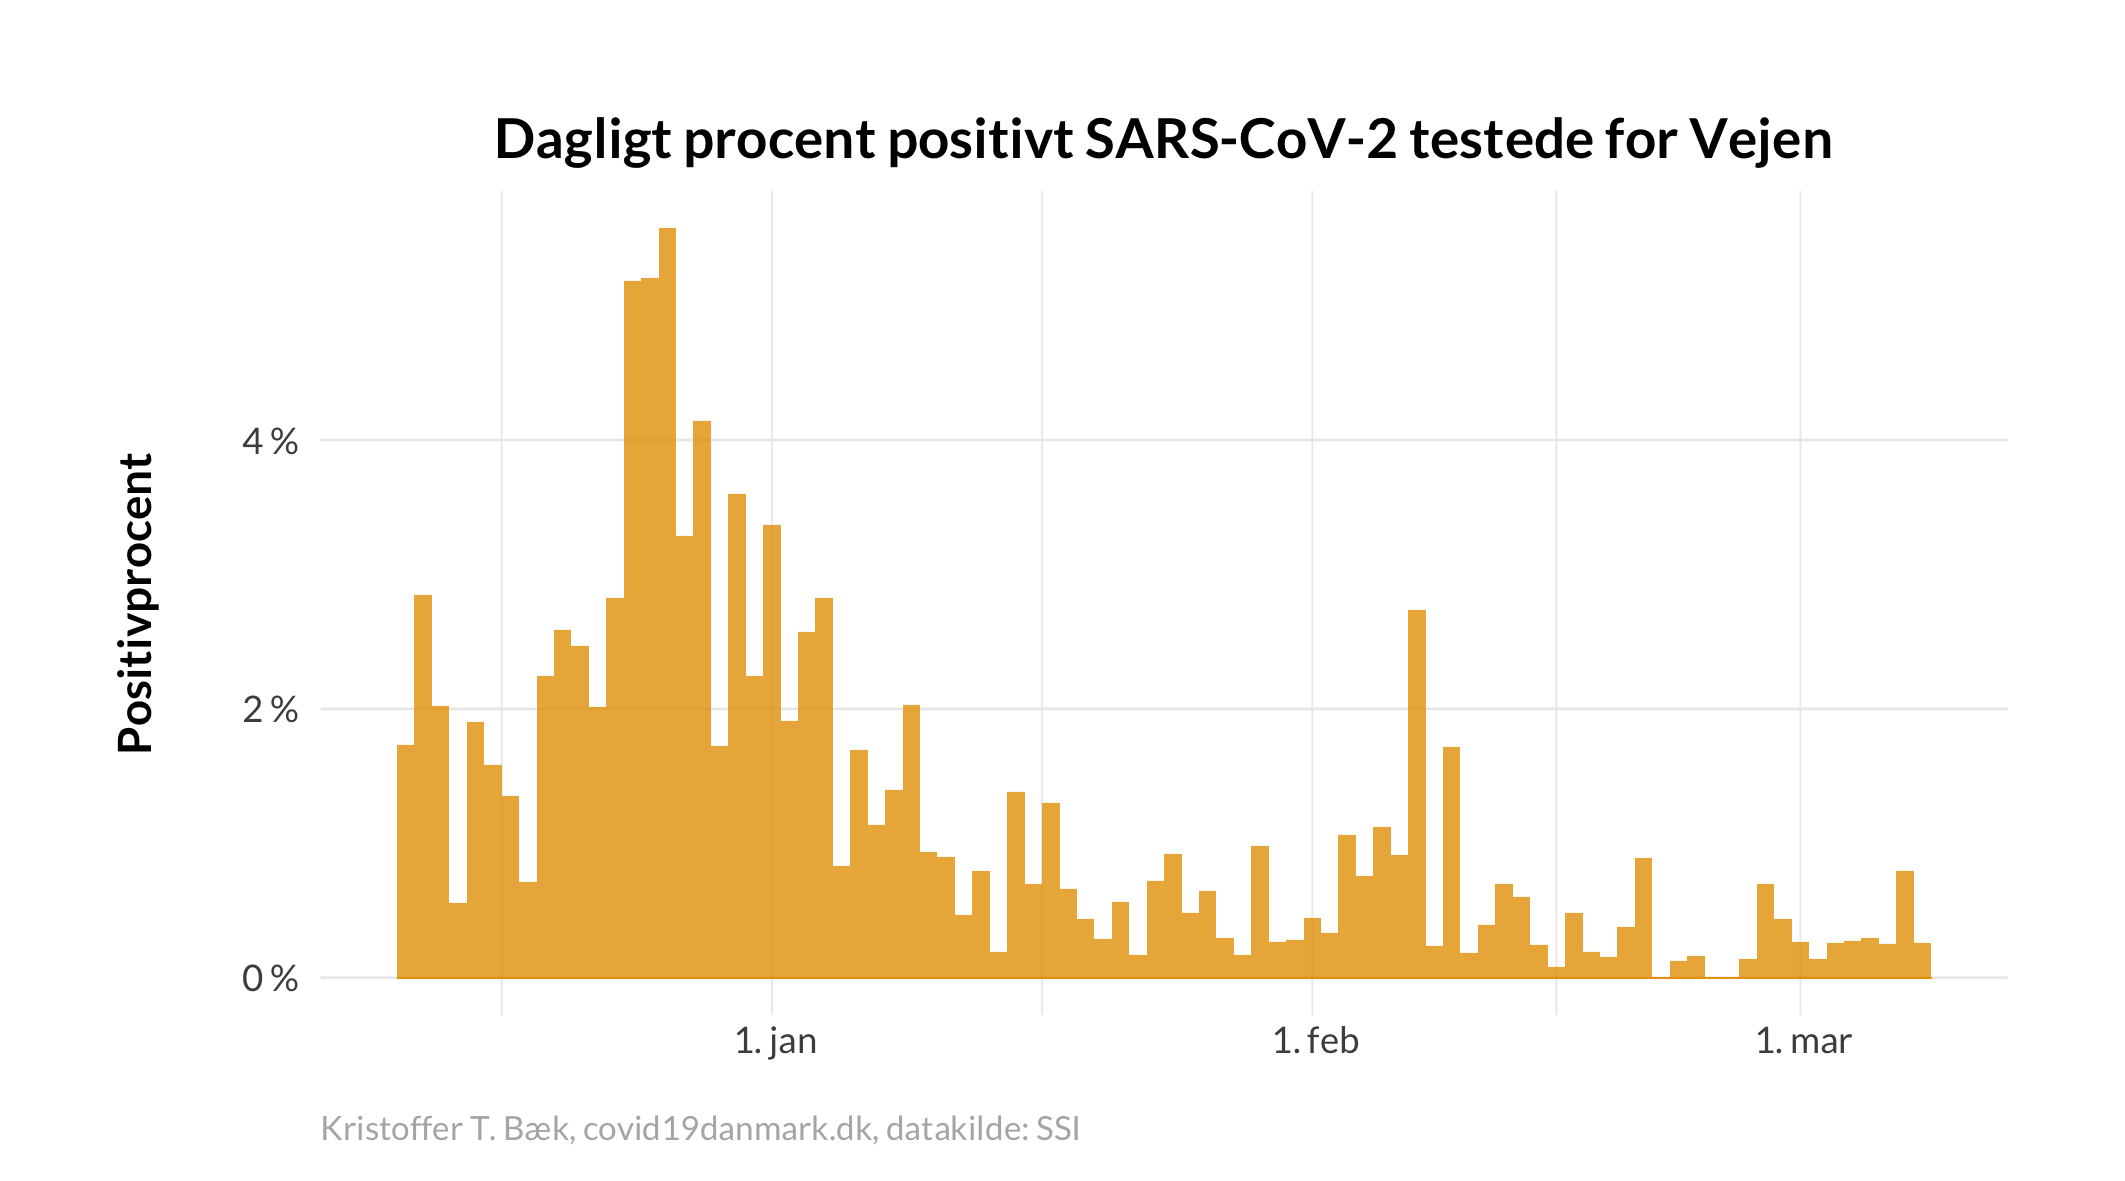 Dagligt procent positivt SARS-CoV-2 testede for Vejen
Positivprocent
4 %
2 %
0 %
1. jan
1. feb
1. mar
Kristoffer T. Bæk, covid19danmark.dk, datakilde: SSI